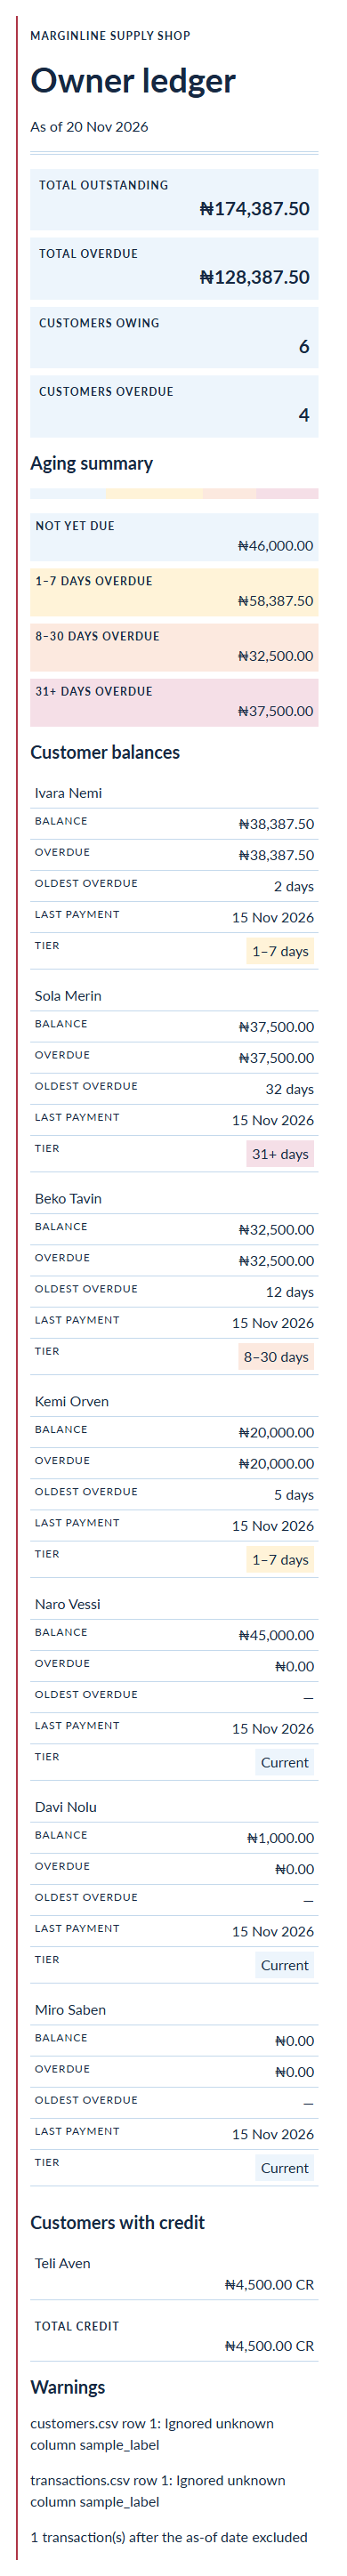 MARGINLINE SUPPLY SHOP
Owner ledger
As of 20 Nov 2026
TOTAL OUTSTANDING
₦174,387.50
TOTAL OVERDUE
₦128,387.50
CUSTOMERS OWING
6
CUSTOMERS OVERDUE
4
Aging summary
NOT YET DUE
₦46,000.00
1–7 DAYS OVERDUE
₦58,387.50
8–30 DAYS OVERDUE
₦32,500.00
31+ DAYS OVERDUE
₦37,500.00
Customer balances
Ivara Nemi
BALANCE ₦38,387.50
OVERDUE ₦38,387.50
OLDEST OVERDUE 2 days
LAST PAYMENT 15 Nov 2026
TIER 1–7 days
Sola Merin
BALANCE ₦37,500.00
OVERDUE ₦37,500.00
OLDEST OVERDUE 32 days
LAST PAYMENT 15 Nov 2026
TIER 31+ days
Beko Tavin
BALANCE ₦32,500.00
OVERDUE ₦32,500.00
OLDEST OVERDUE 12 days
LAST PAYMENT 15 Nov 2026
TIER 8–30 days
Kemi Orven
BALANCE ₦20,000.00
OVERDUE ₦20,000.00
OLDEST OVERDUE 5 days
LAST PAYMENT 15 Nov 2026
TIER 1–7 days
Naro Vessi
BALANCE ₦45,000.00
OVERDUE ₦0.00
OLDEST OVERDUE —
LAST PAYMENT 15 Nov 2026
TIER Current
Davi Nolu
BALANCE ₦1,000.00
OVERDUE ₦0.00
OLDEST OVERDUE —
LAST PAYMENT 15 Nov 2026
TIER Current
Miro Saben
BALANCE ₦0.00
OVERDUE ₦0.00
OLDEST OVERDUE —
LAST PAYMENT 15 Nov 2026
TIER Current
Customers with credit
Teli Aven
₦4,500.00 CR
TOTAL CREDIT
₦4,500.00 CR
Warnings
customers.csv row 1: Ignored unknown
column sample_label
transactions.csv row 1: Ignored unknown
column sample_label
1 transaction(s) after the as-of date excluded